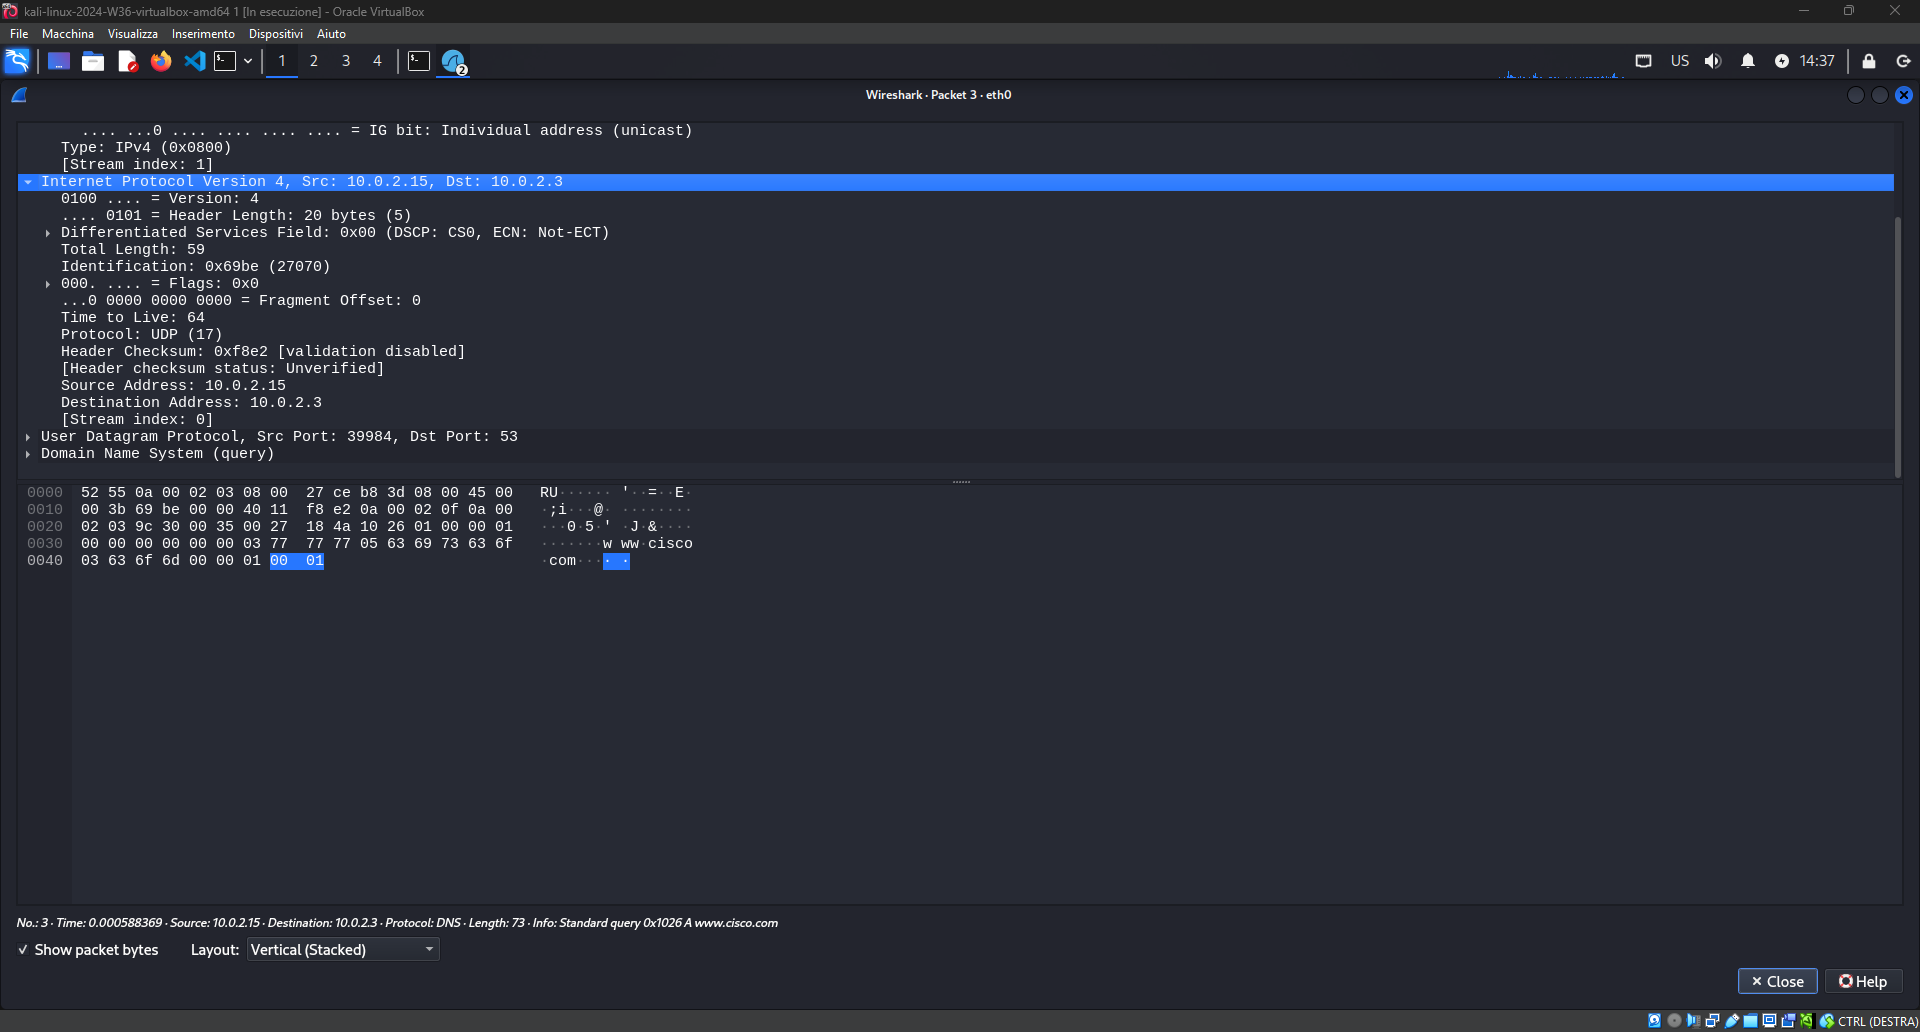 kali-linux-2024-W36-virtualbox-amd64 1 [In esecuzione] - Oracle VirtualBox
File Macchina Visualizza Inserimento Dispositivi Aiuto
1 2 3 4 2 US 14:37
Wireshark · Packet 3 · eth0
.... ...0 .... .... .... .... = IG bit: Individual address (unicast)
Type: IPv4 (0x0800)
[Stream index: 1]
Internet Protocol Version 4, Src: 10.0.2.15, Dst: 10.0.2.3
0100 .... = Version: 4
.... 0101 = Header Length: 20 bytes (5)
Differentiated Services Field: 0x00 (DSCP: CS0, ECN: Not-ECT)
Total Length: 59
Identification: 0x69be (27070)
000. .... = Flags: 0x0
...0 0000 0000 0000 = Fragment Offset: 0
Time to Live: 64
Protocol: UDP (17)
Header Checksum: 0xf8e2 [validation disabled]
[Header checksum status: Unverified]
Source Address: 10.0.2.15
Destination Address: 10.0.2.3
[Stream index: 0]
User Datagram Protocol, Src Port: 39984, Dst Port: 53
Domain Name System (query)
0000 52 55 0a 00 02 03 08 00 27 ce b8 3d 08 00 45 00 RU······ '··=··E·
0010 00 3b 69 be 00 00 40 11 f8 e2 0a 00 02 0f 0a 00 ·;i···@· ········
0020 02 03 9c 30 00 35 00 27 18 4a 10 26 01 00 00 01 ···0·5·' ·J·&····
0030 00 00 00 00 00 00 03 77 77 77 05 63 69 73 63 6f ·······w ww·cisco
0040 03 63 6f 6d 00 00 01 00 01 ·com···· ·
No.: 3 · Time: 0.000588369 · Source: 10.0.2.15 · Destination: 10.0.2.3 · Protocol: DNS · Length: 73 · Info: Standard query 0x1026 A www.cisco.com
Show packet bytes Layout: Vertical (Stacked)
Close Help
CTRL (DESTRA)